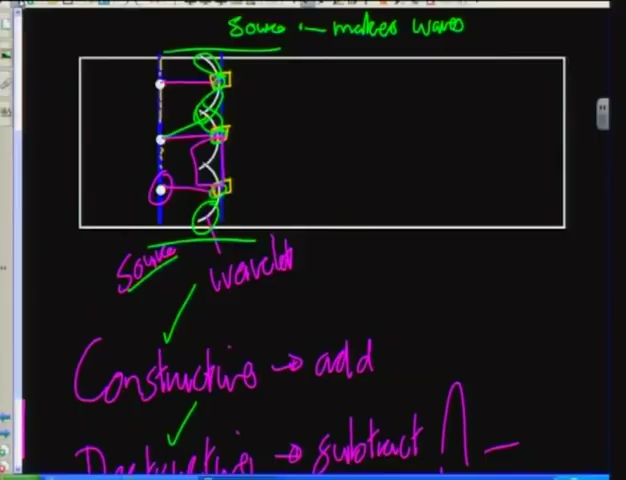 Source :— makes waves
Source
wavelet
Constructive → add
Destructive → subtract